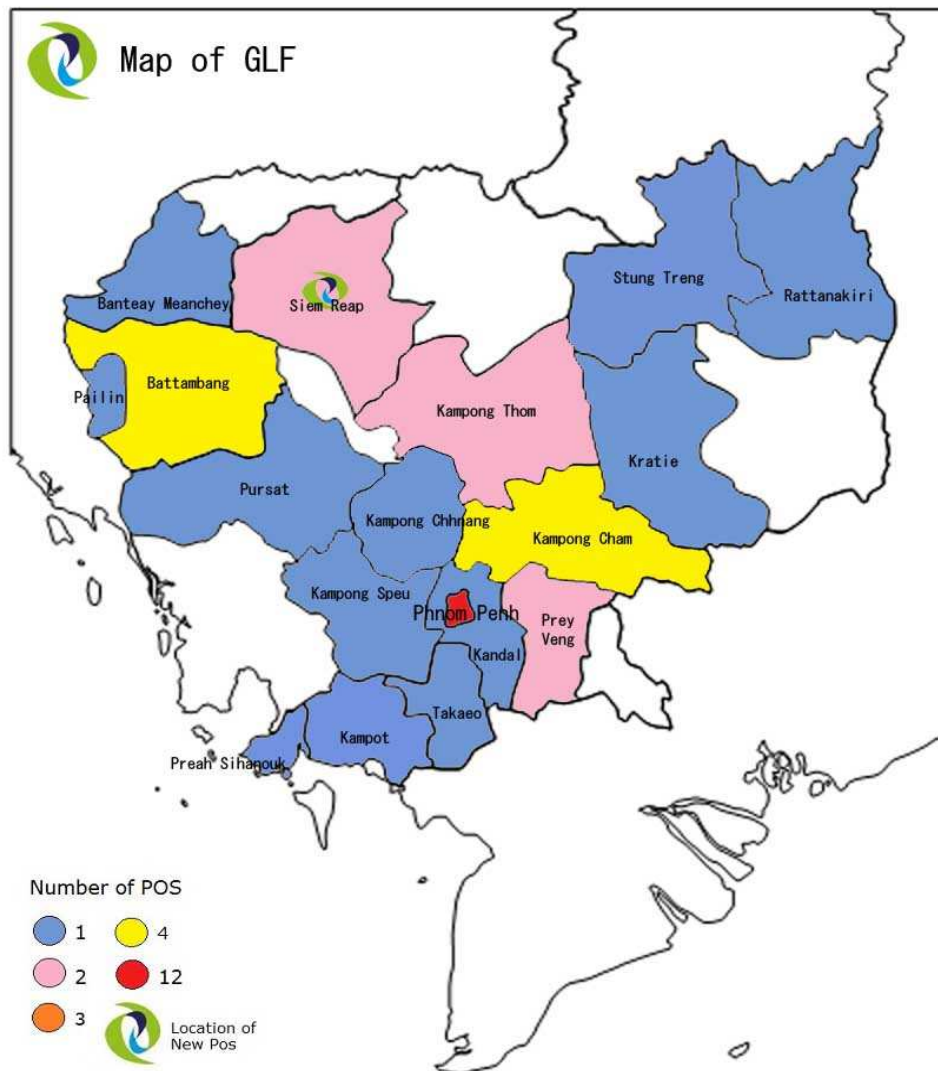 Map of GLF
Stung Treng
Rattanakiri
Banteay Meanchey
Siem Reap
Battambang
Pailin
Kampong Thom
Kratie
Pursat
Kampong Chhnang
Kampong Cham
Kampong Speu
Phnom Penh
Prey
Veng
Kandal
Takaeo
Kampot
Preah Sihanouk
Number of POS
1
4
2
12
3
Location of
New Pos